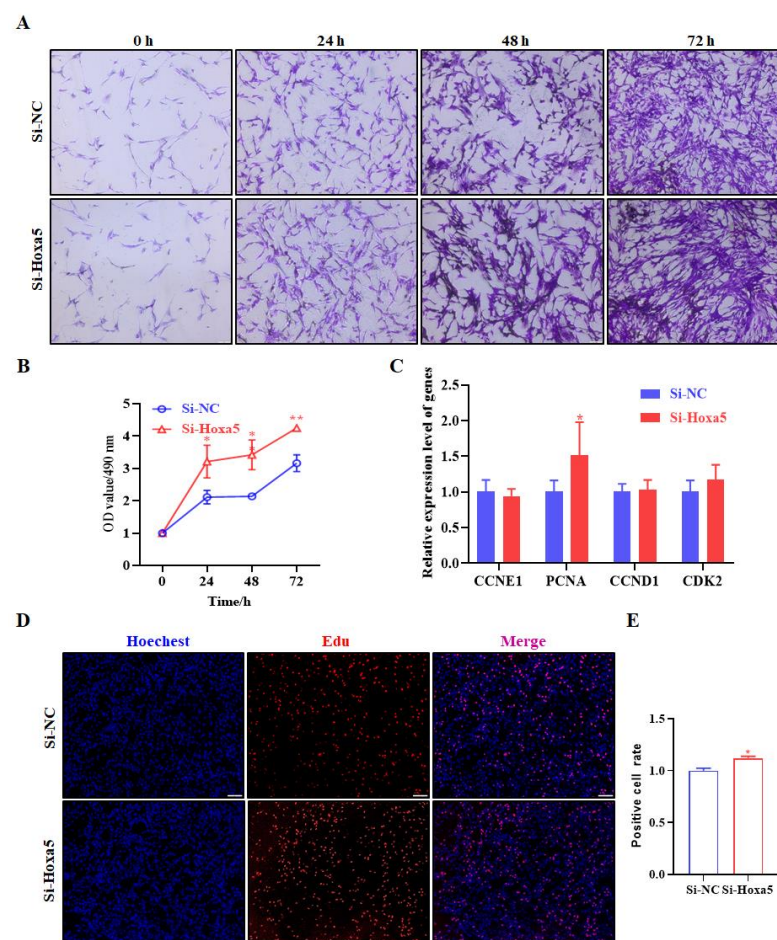 A
0 h 24 h 48 h 72 h
Si-NC
Si-Hoxa5
B
Si-NC
Si-Hoxa5
OD value/490 nm
5
4
3
2
1
0
* * * **
0 24 48 72
Time/h
C
Relative expression level of genes
2.5
2.0
1.5
1.0
0.5
0.0
Si-NC
Si-Hoxa5
*
CCNE1 PCNA CCND1 CDK2
D
Hoechest Edu Merge
Si-NC
Si-Hoxa5
E
Positive cell rate
1.5
1.0
0.5
0.0
*
Si-NC Si-Hoxa5